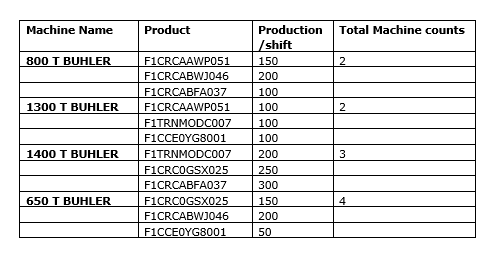 Machine Name Product Production /shift Total Machine counts
800 T BUHLER F1CRCAAWP051 150 2
F1CRCABWJ046 200
F1CRCABFA037 100
1300 T BUHLER F1CRCAAWP051 100 2
F1TRNMODC007 100
F1CCE0YG8001 100
1400 T BUHLER F1TRNMODC007 200 3
F1CRC0GSX025 250
F1CRCABFA037 300
650 T BUHLER F1CRC0GSX025 150 4
F1CRCABWJ046 200
F1CCE0YG8001 50